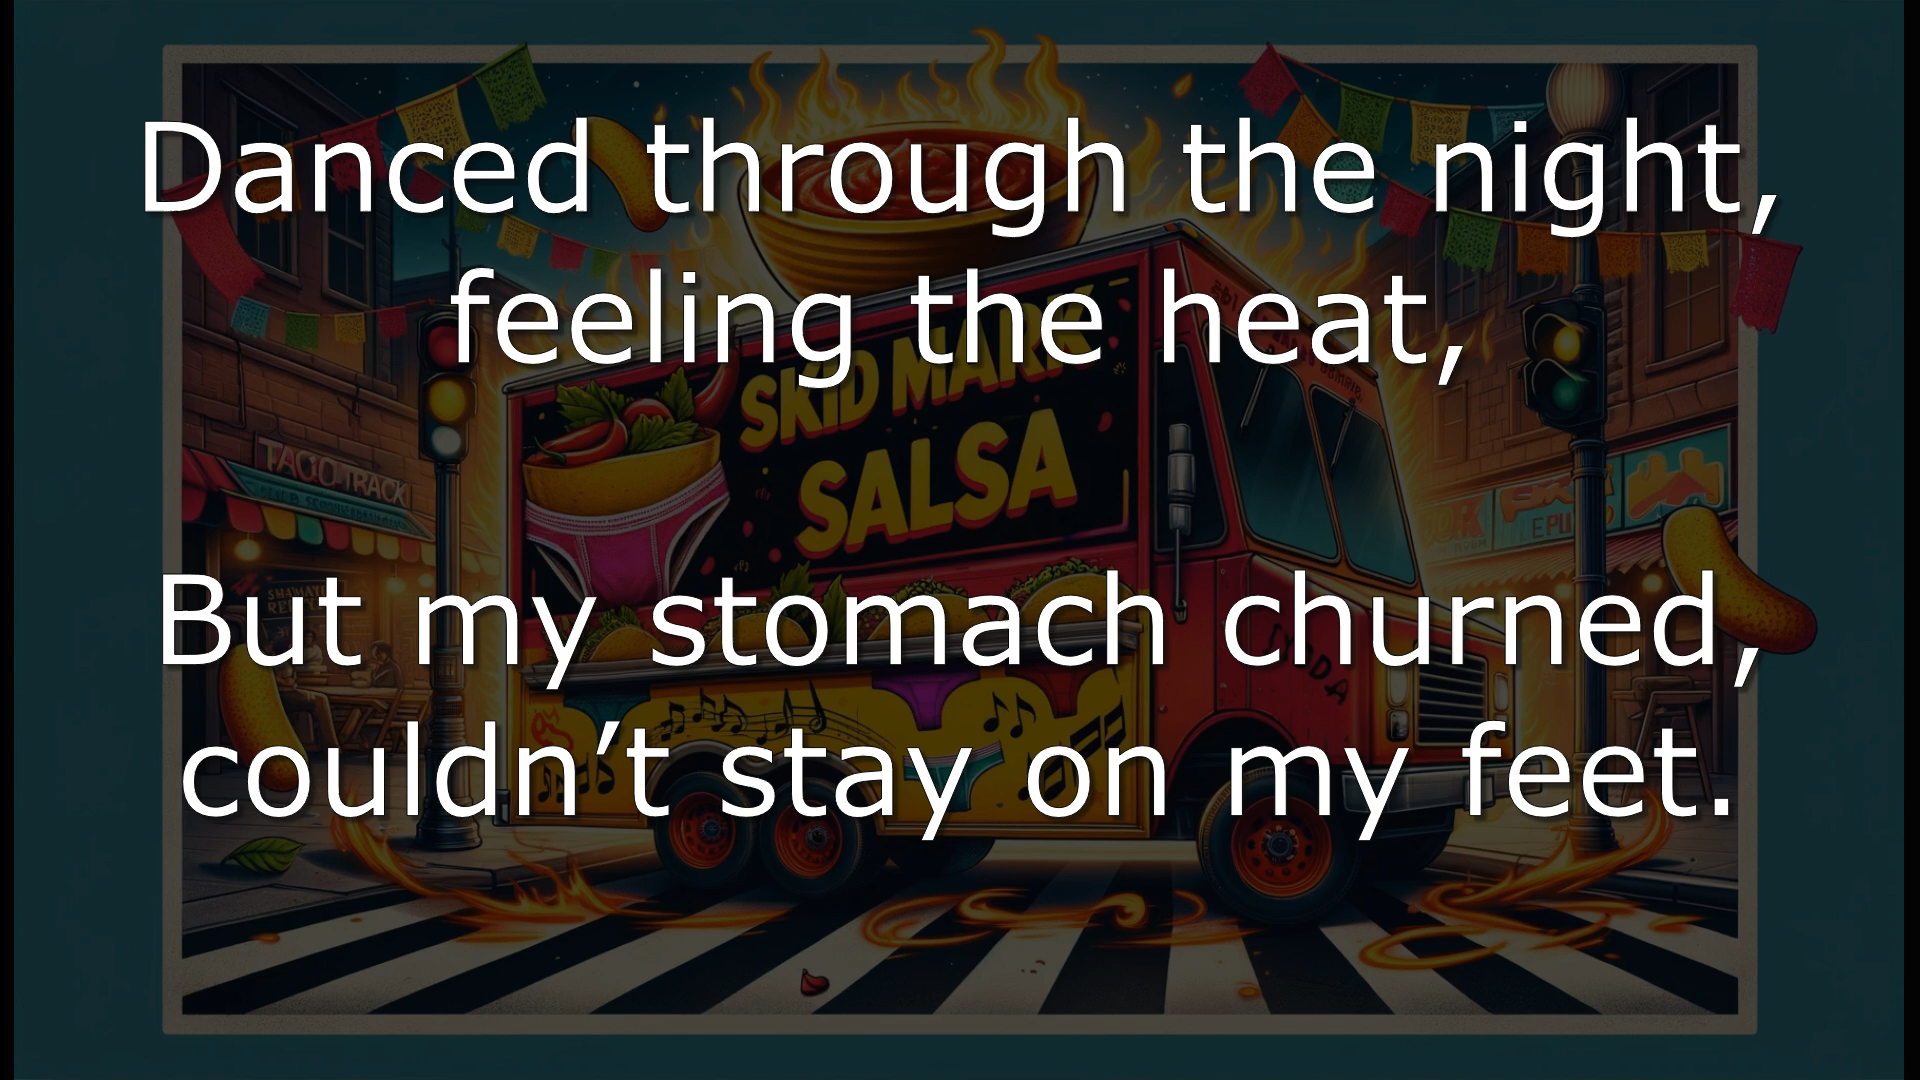 Danced through the night,
feeling the heat,
SKID MARK
SALSA
TACO TRACK
But my stomach churned,
couldn’t stay on my feet.